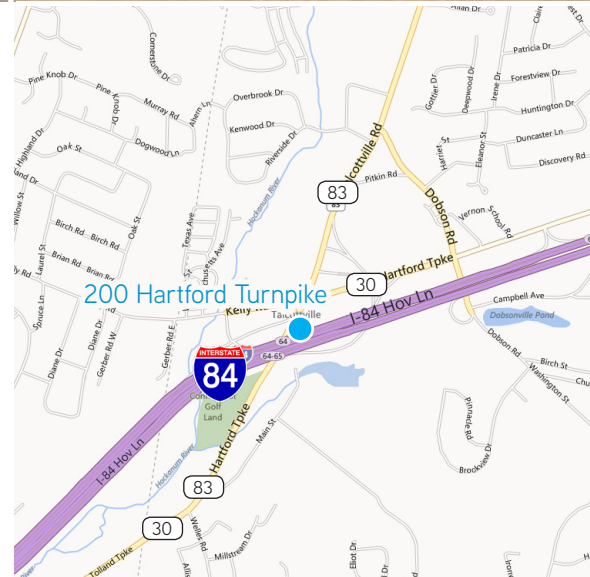 Allan Dr
Patricia Dr
Forestview Dr
Gottier Dr
Deepwood Dr
Irene Dr
Huntington Dr
Duncaster Ln
Discovery Rd
Harriet St
Eleanor St
Cornerstone Dr
Pine Knob Dr
Pine
Knob Dr
Murray Rd
Ahern Ln
Overbrook Dr
Kenwood Dr
Riverside Dr
Dogwood Ln
Highland Dr
Oak St
Oak St
Willow St
Laurel St
Birch Rd
Birch Rd
Brian Rd
Brian Rd
Texas Ave
Hockanum River
83
83
Pitkin Rd
Dobson Rd
Vernon
School Rd
Hartford Tpke
30
200 Hartford Turnpike
Talcottville
64
64-65
I-84 Hov Ln
INTERSTATE
84
Campbell Ave
Dobsonville Pond
Dobson Rd
Birch St
Washington St
Pinnacle Rd
Brookview Dr
Spruce Ln
Diane Dr
Diane Dr
Gerber Rd W
Gerber Rd E
Golf
Land
Hartford Tpke
Main St
I-84 Hov Ln
Hockanum River
83
30
Tolland Tpke
Welles Rd
Millstream Dr
Elliot Dr